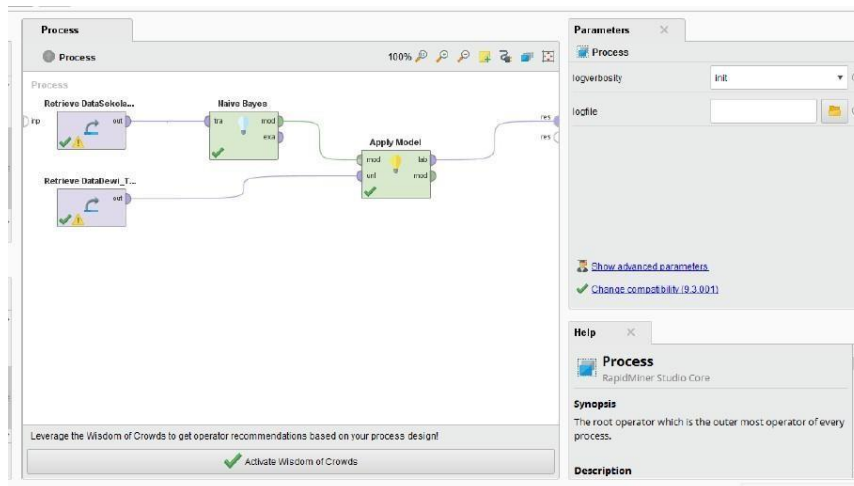 Process
Process
100%
Process
Retrieve DataSekola...
inp
out
Naive Bayes
tra
mod
exa
Apply Model
mod
lab
unl
mod
res
res
Retrieve DataDewi_T...
out
Leverage the Wisdom of Crowds to get operator recommendations based on your process design!
Activate Wisdom of Crowds
Parameters
Process
logverbosity
init
logfile
Show advanced parameters
Change compatibility (9.3.001)
Help
Process
RapidMiner Studio Core
Synopsis
The root operator which is the outer most operator of every
process.
Description